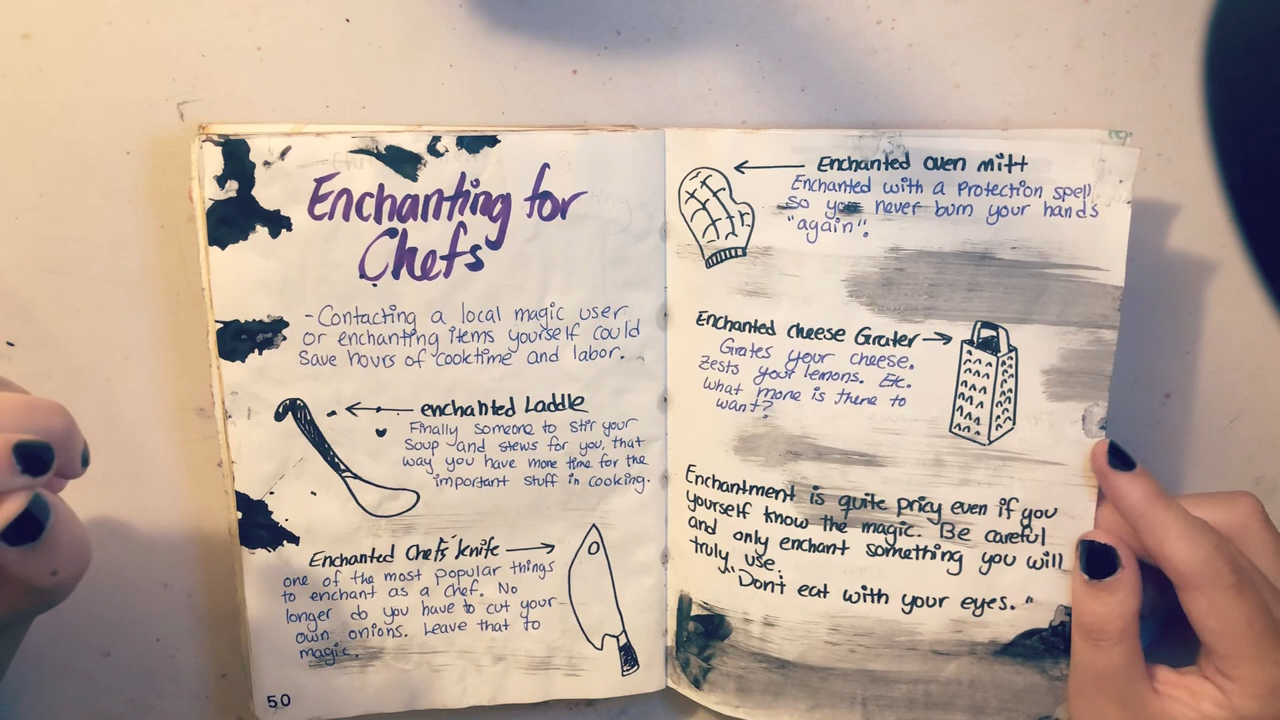 Enchanting for
Chefs
- Contacting a local magic user
or enchanting items yourself could
save hours of cooktime and labor.
enchanted Laddle
Finally someone to stir your
soup and stews for you, that
way you have more time for the
important stuff in cooking.
Enchanted Chefs' knife
one of the most popular things
to enchant as a chef. No
longer do you have to cut your
own onions. Leave that to
magic.
50
Enchanted oven mitt
Enchanted with a Protection spell
so you never burn your hands
"again".
Enchanted cheese Grater
Grates your cheese.
Zests your lemons. Etc.
what more is there to
want?
Enchantment is quite pricy even if you
yourself know the magic. Be careful
and only enchant something you will
truly use.
"Don't eat with your eyes."